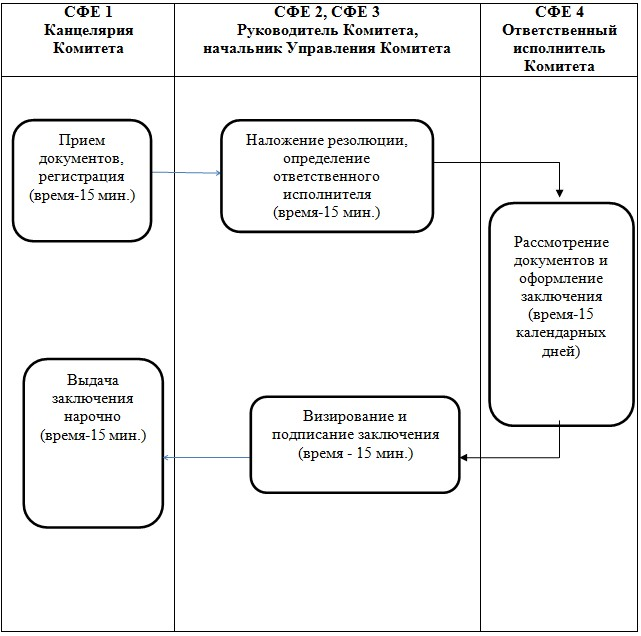 СФЕ 1
Канцелярия
Комитета
СФЕ 2, СФЕ 3
Руководитель Комитета,
начальник Управления Комитета
СФЕ 4
Ответственный
исполнитель
Комитета
Прием
документов,
регистрация
(время-15 мин.)
Наложение резолюции,
определение
ответственного
исполнителя
(время-15 мин.)
Рассмотрение
документов и
оформление
заключения
(время-15
календарных
дней)
Выдача
заключения
нарочно
(время-15 мин.)
Визирование и
подписание заключения
(время - 15 мин.)